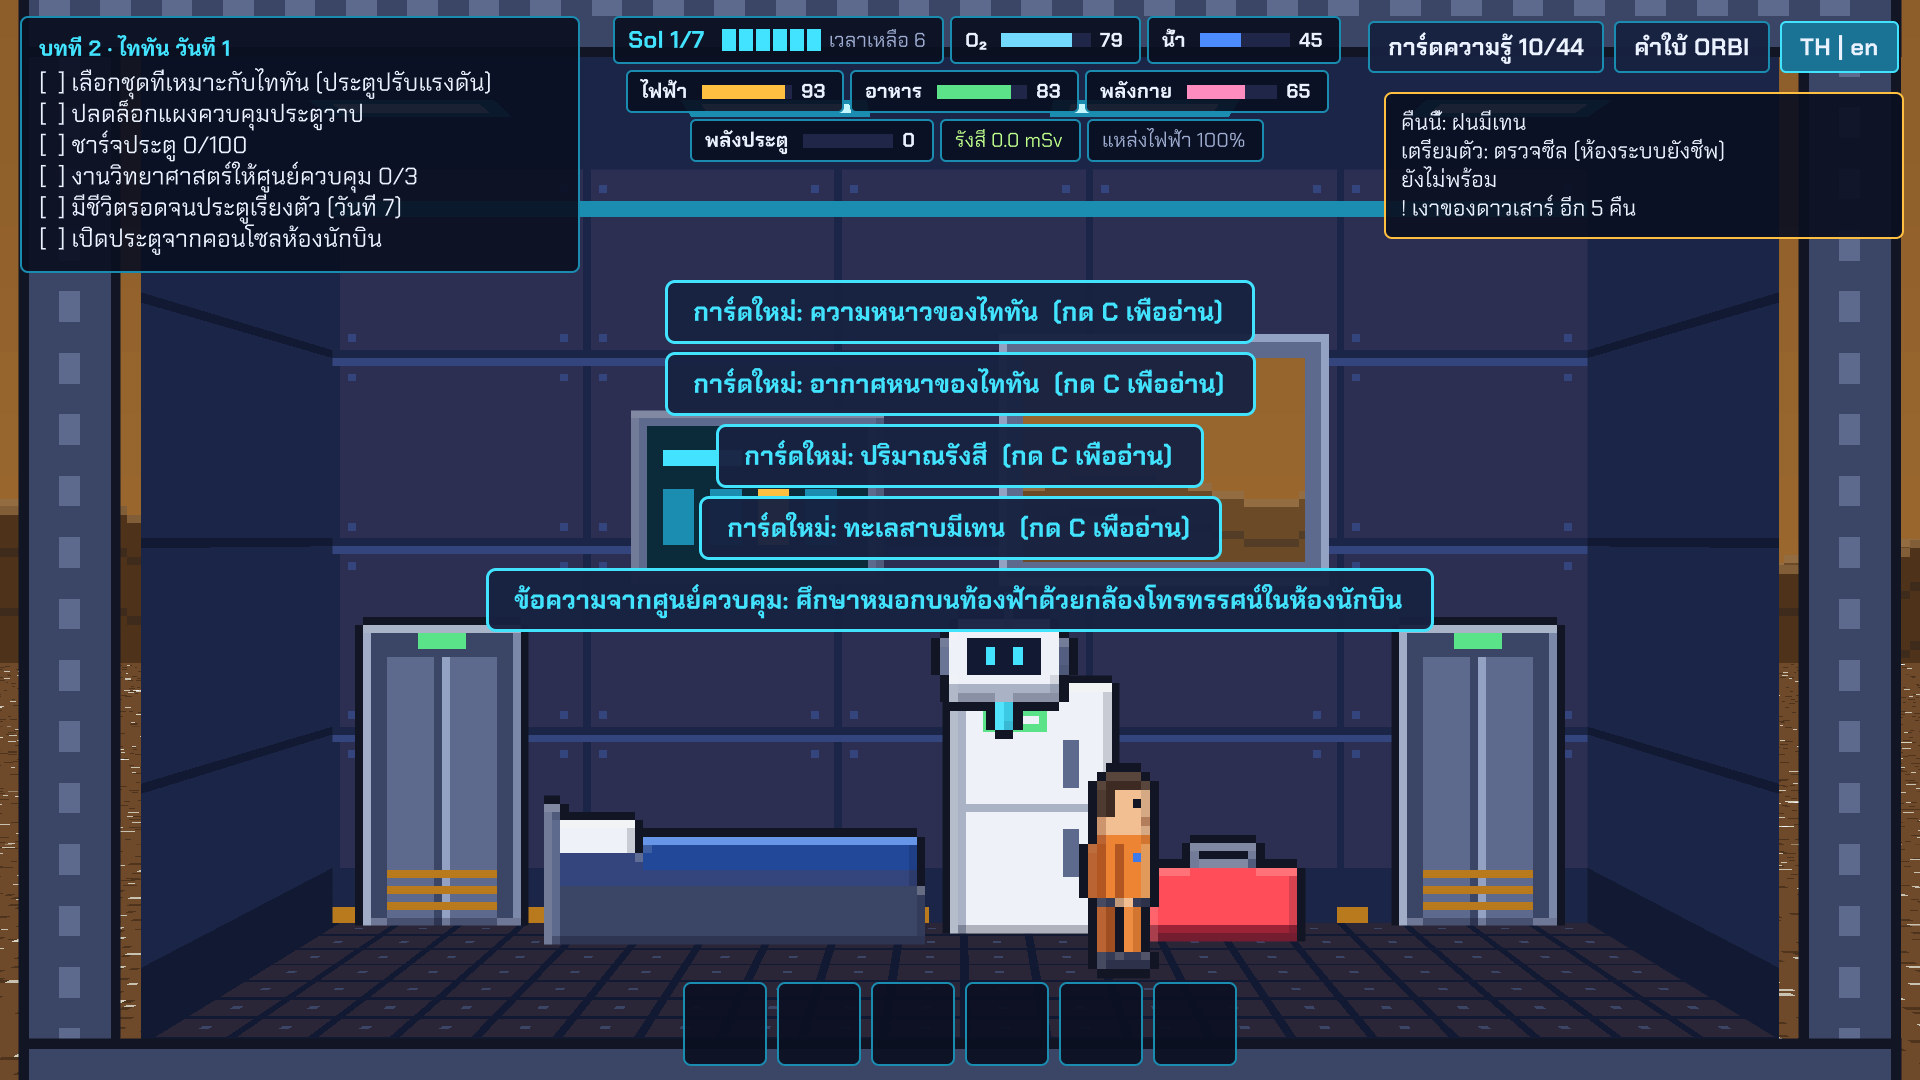 บทที่ 2 · ไททัน วันที่ 1
[ ] เลือกชุดที่เหมาะกับไททัน (ประตูปรับแรงดัน)
[ ] ปลดล็อกแผงควบคุมประตูวาป
[ ] ชาร์จประตู 0/100
[ ] งานวิทยาศาสตร์ให้ศูนย์ควบคุม 0/3
[ ] มีชีวิตรอดจนประตูเรียงตัว (วันที่ 7)
[ ] เปิดประตูจากคอนโซลห้องนักบิน
Sol 1/7 เวลาเหลือ 6
O₂ 79
น้ำ 45
ไฟฟ้า 93
อาหาร 83
พลังกาย 65
พลังประตู 0
รังสี 0.0 mSv
แหล่งไฟฟ้า 100%
การ์ดความรู้ 10/44
คำใบ้ ORBI
TH | en
คืนนี้: ฝนมีเทน
เตรียมตัว: ตรวจซีล (ห้องระบบยังชีพ)
ยังไม่พร้อม
! เงาของดาวเสาร์ อีก 5 คืน
การ์ดใหม่: ความหนาวของไททัน (กด C เพื่ออ่าน)
การ์ดใหม่: อากาศหนาของไททัน (กด C เพื่ออ่าน)
การ์ดใหม่: ปริมาณรังสี (กด C เพื่ออ่าน)
การ์ดใหม่: ทะเลสาบมีเทน (กด C เพื่ออ่าน)
ข้อความจากศูนย์ควบคุม: ศึกษาหมอกบนท้องฟ้าด้วยกล้องโทรทรรศน์ในห้องนักบิน